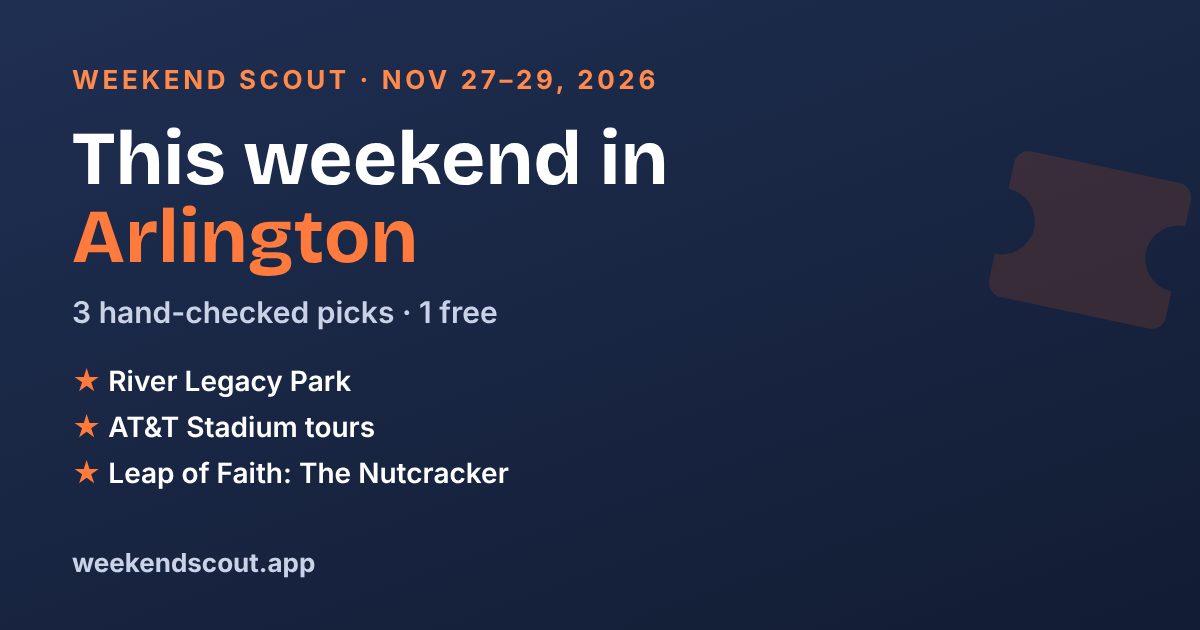 WEEKEND SCOUT · NOV 27–29, 2026
This weekend in
Arlington
3 hand-checked picks · 1 free
★ River Legacy Park
★ AT&T Stadium tours
★ Leap of Faith: The Nutcracker
weekendscout.app